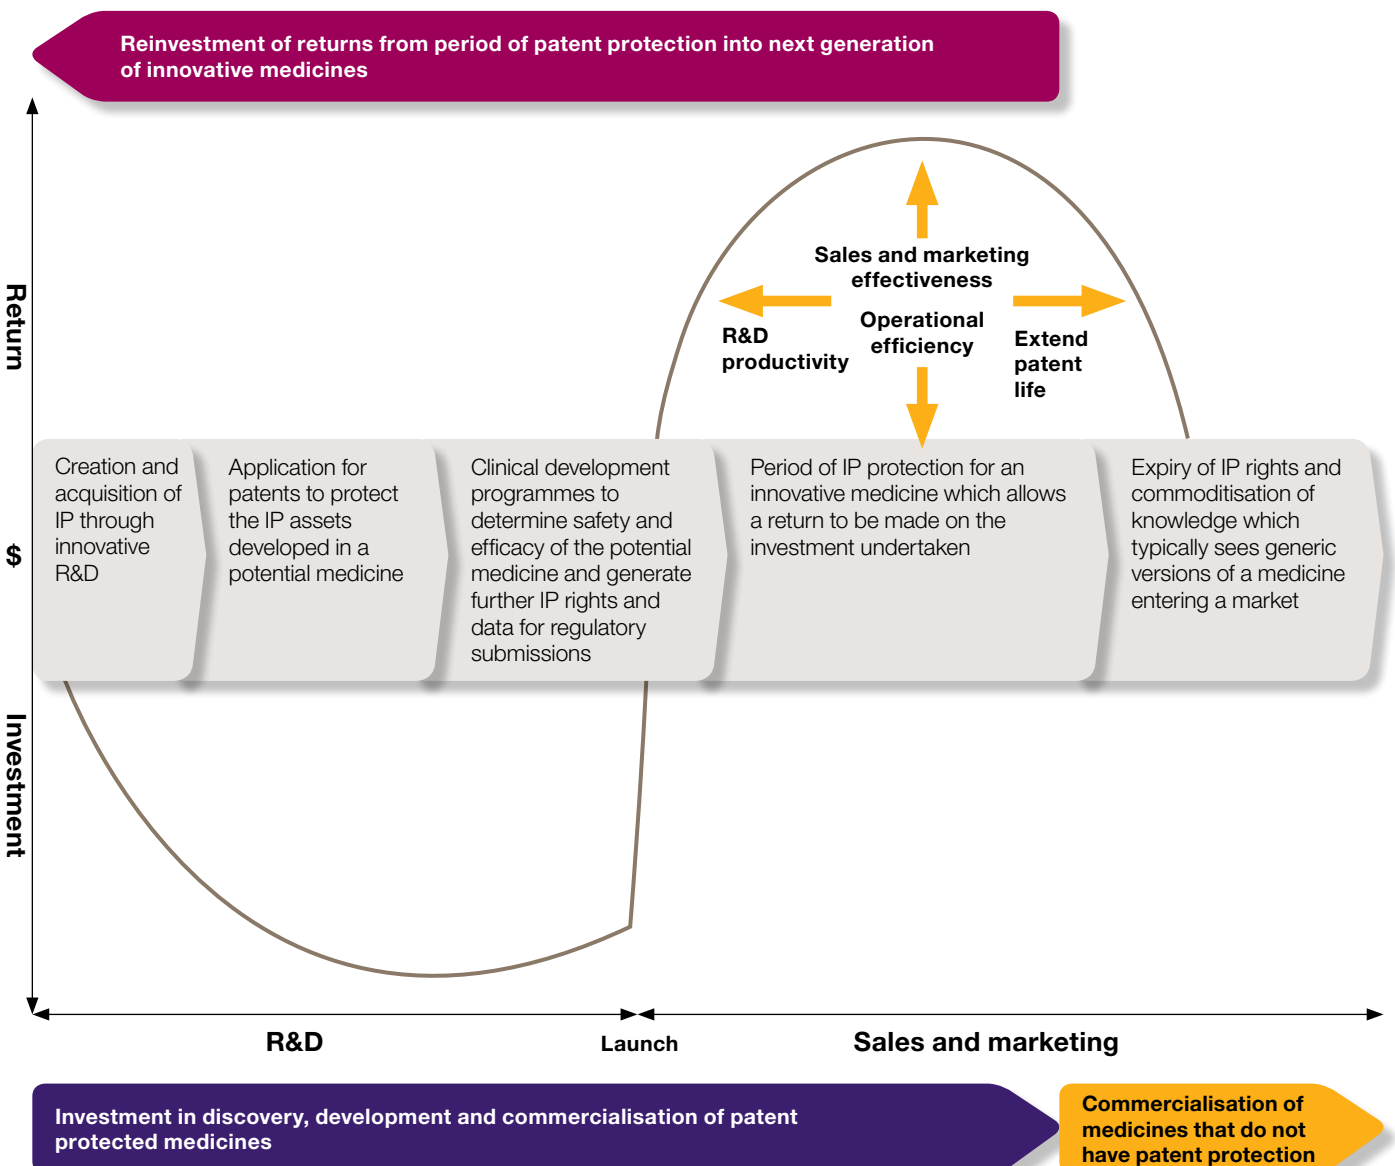 Reinvestment of returns from period of patent protection into next generation
of innovative medicines
Return
$
Investment
Sales and marketing
effectiveness
Operational
efficiency
R&D
productivity
Extend
patent
life
Creation and
acquisition of
IP through
innovative
R&D
Application for
patents to protect
the IP assets
developed in a
potential medicine
Clinical development
programmes to
determine safety and
efficacy of the potential
medicine and generate
further IP rights and
data for regulatory
submissions
Period of IP protection for an
innovative medicine which allows
a return to be made on the
investment undertaken
Expiry of IP rights and
commoditisation of
knowledge which
typically sees generic
versions of a medicine
entering a market
R&D
Launch
Sales and marketing
Investment in discovery, development and commercialisation of patent
protected medicines
Commercialisation of
medicines that do not
have patent protection